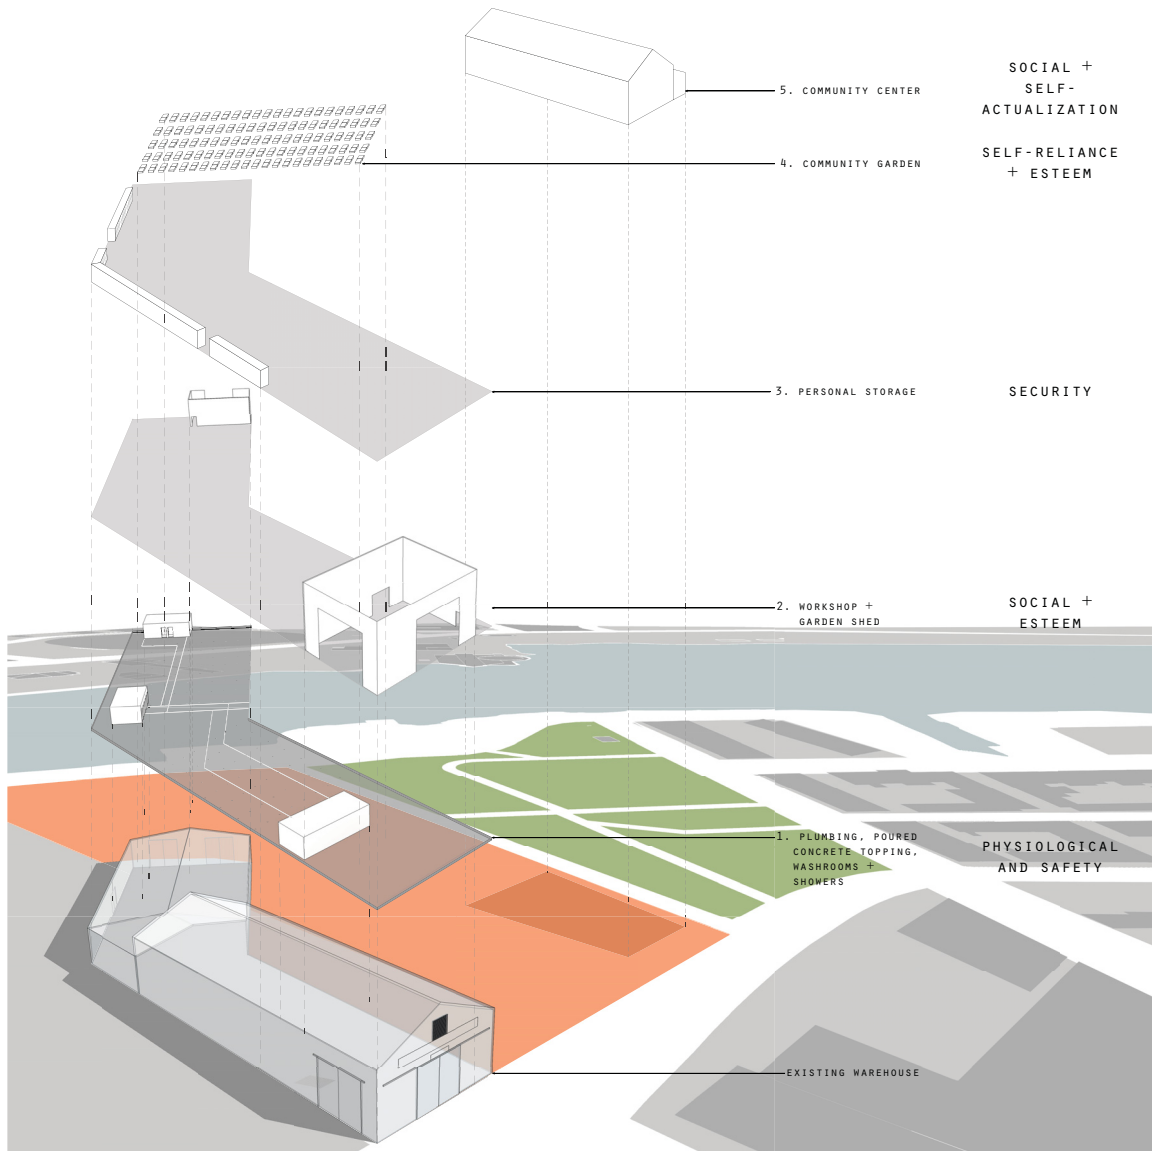 SOCIAL +
SELF-
ACTUALIZATION
5. COMMUNITY CENTER
SELF-RELIANCE
+ ESTEEM
4. COMMUNITY GARDEN
3. PERSONAL STORAGE
SECURITY
2. WORKSHOP +
GARDEN SHED
SOCIAL +
ESTEEM
1. PLUMBING, POURED
CONCRETE TOPPING,
WASHROOMS +
SHOWERS
PHYSIOLOGICAL
AND SAFETY
EXISTING WAREHOUSE